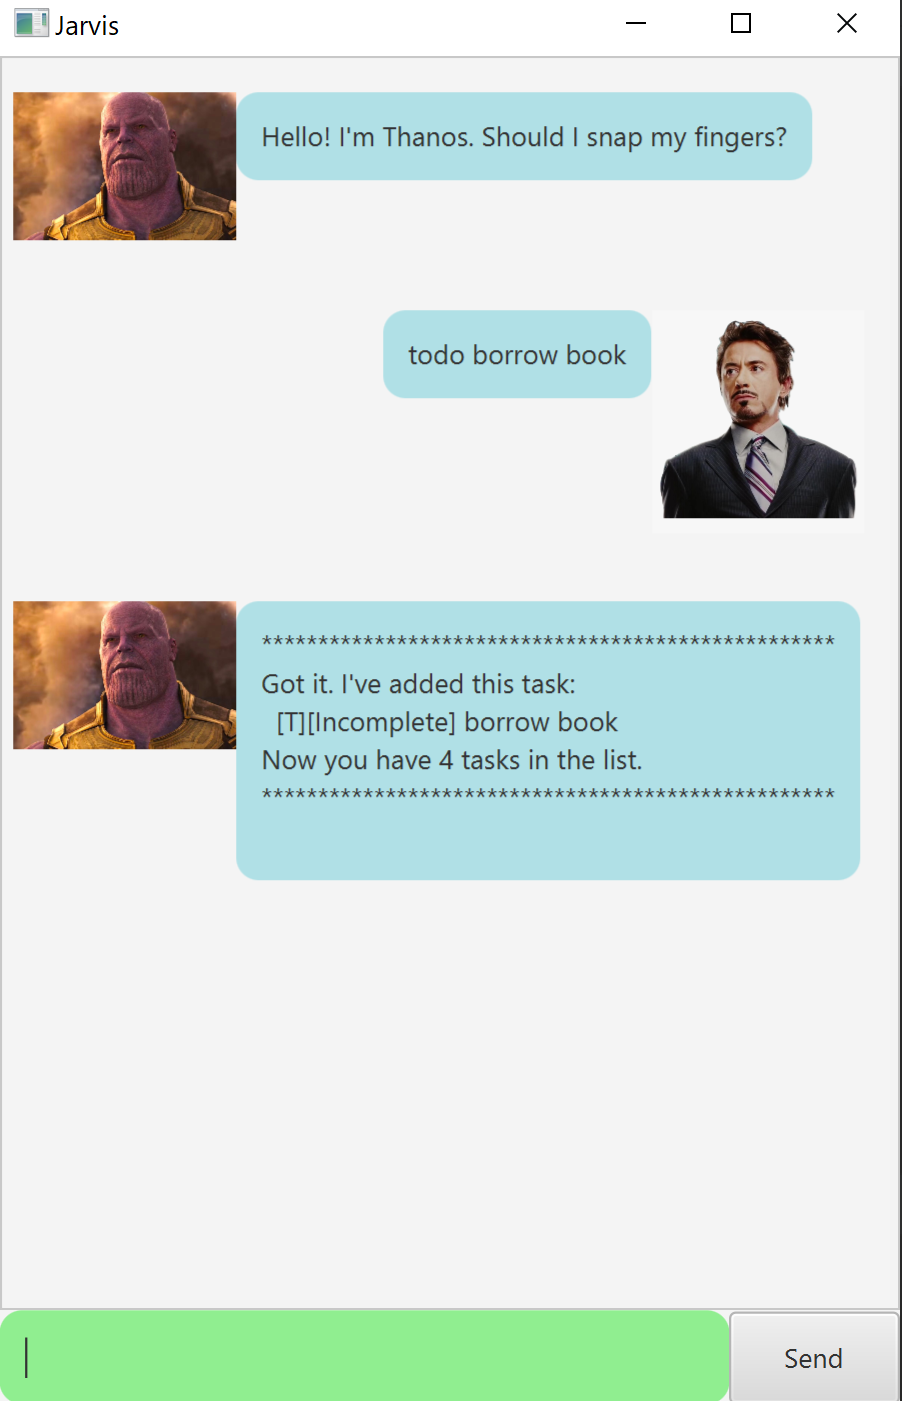 Jarvis
Hello! I'm Thanos. Should I snap my fingers?
todo borrow book
***************************************************
Got it. I've added this task:
[T][Incomplete] borrow book
Now you have 4 tasks in the list.
***************************************************
Send